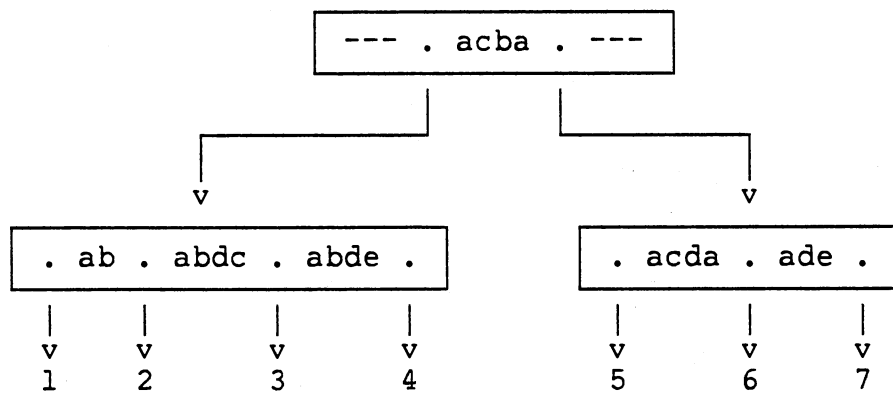 --- . acba . ---
v v
. ab . abdc . abde .
. acda . ade .
v v v v v v v
1 2 3 4 5 6 7